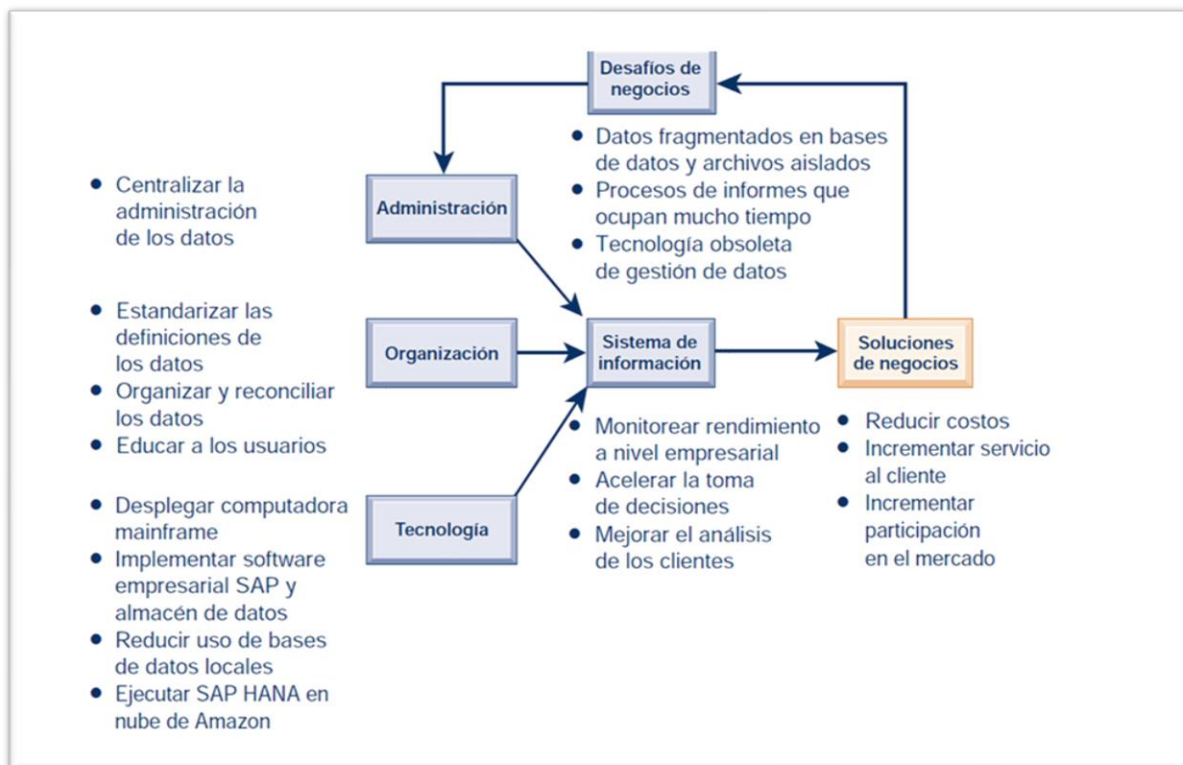 Desafíos de
negocios
Datos fragmentados en bases
de datos y archivos aislados
Procesos de informes que
ocupan mucho tiempo
Tecnología obsoleta
de gestión de datos
Centralizar la
administración
de los datos
Administración
Estandarizar las
definiciones de
los datos
Organizar y reconciliar
los datos
Educar a los usuarios
Organización
Sistema de
información
Soluciones
de negocios
Monitorear rendimiento
a nivel empresarial
Acelerar la toma
de decisiones
Mejorar el análisis
de los clientes
Reducir costos
Incrementar servicio
al cliente
Incrementar
participación
en el mercado
Desplegar computadora
mainframe
Implementar software
empresarial SAP y
almacén de datos
Reducir uso de bases
de datos locales
Ejecutar SAP HANA en
nube de Amazon
Tecnología